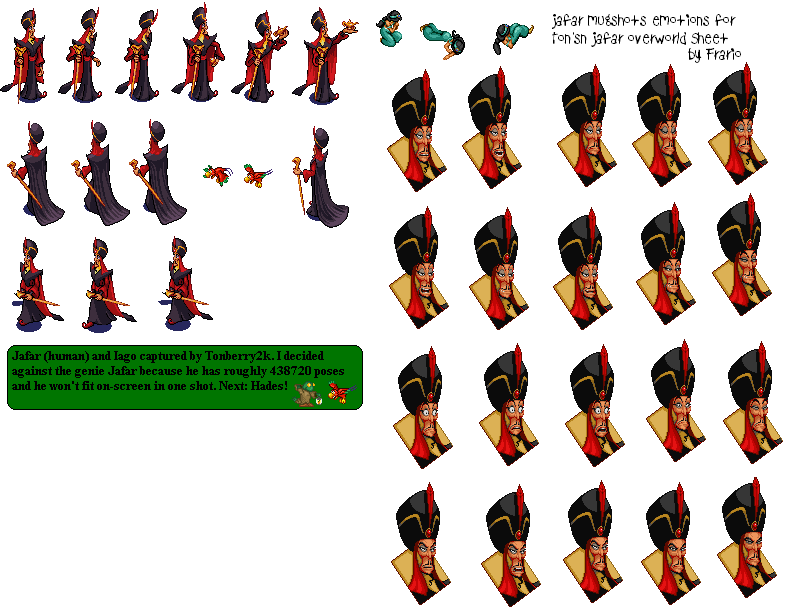 jafar mugshots emotions for
ton'sn jafar overworld sheet
by Frario
Jafar (human) and Iago captured by Tonberry2k. I decided
against the genie Jafar because he has roughly 438720 poses
and he won't fit on-screen in one shot. Next: Hades!